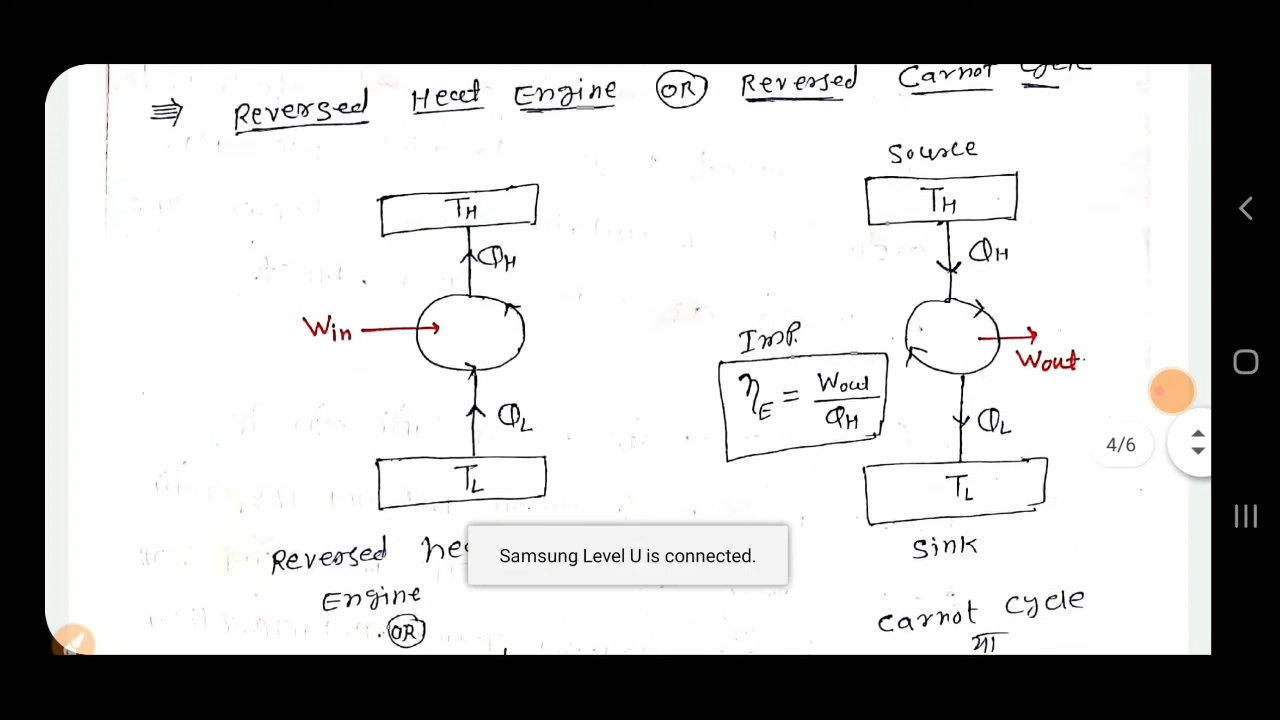 ⇛ Reversed Heat Engine OR Reversed Carnot Cycle
Source
TH
TH
QH
QH
Win
Wout
Imp.
ηE = Wout / QH
QL
QL
4/6
TL
TL
Sink
Reversed
Samsung Level U is connected.
Engine
OR
Carnot Cycle
या